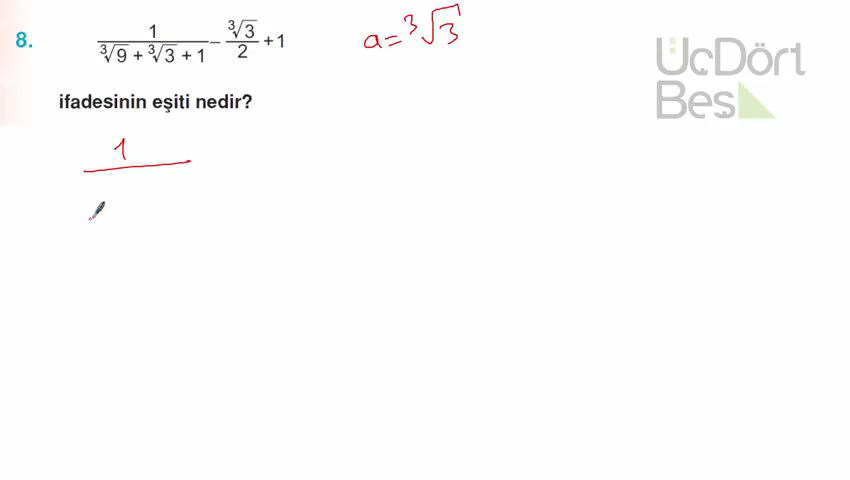 8. 1/(∛9 + ∛3 + 1) − ∛3/2 + 1
a = ∛3
ÜçDört
Beş
ifadesinin eşiti nedir?
1